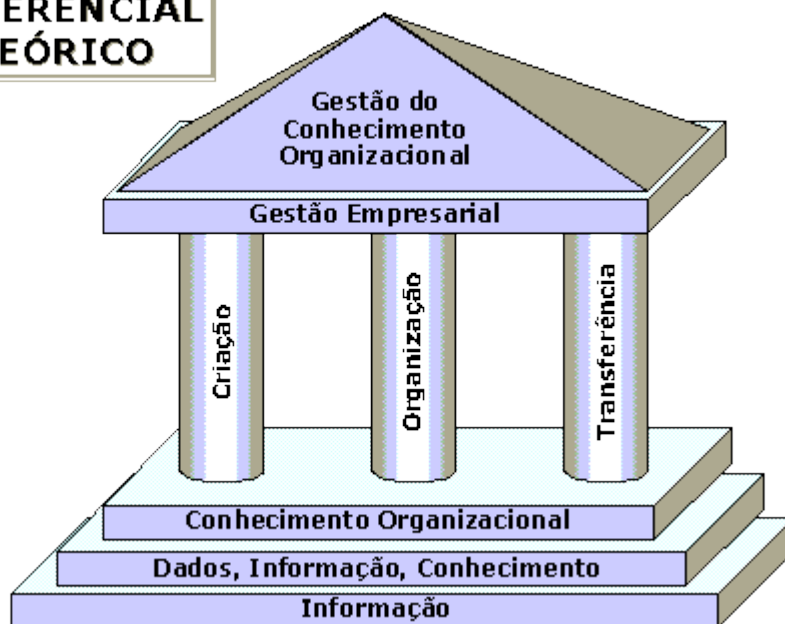 ERENCIAL
EÓRICO
Gestão do
Conhecimento
Organizacional
Gestão Empresarial
Criação
Organização
Transferência
Conhecimento Organizacional
Dados, Informação, Conhecimento
Informação